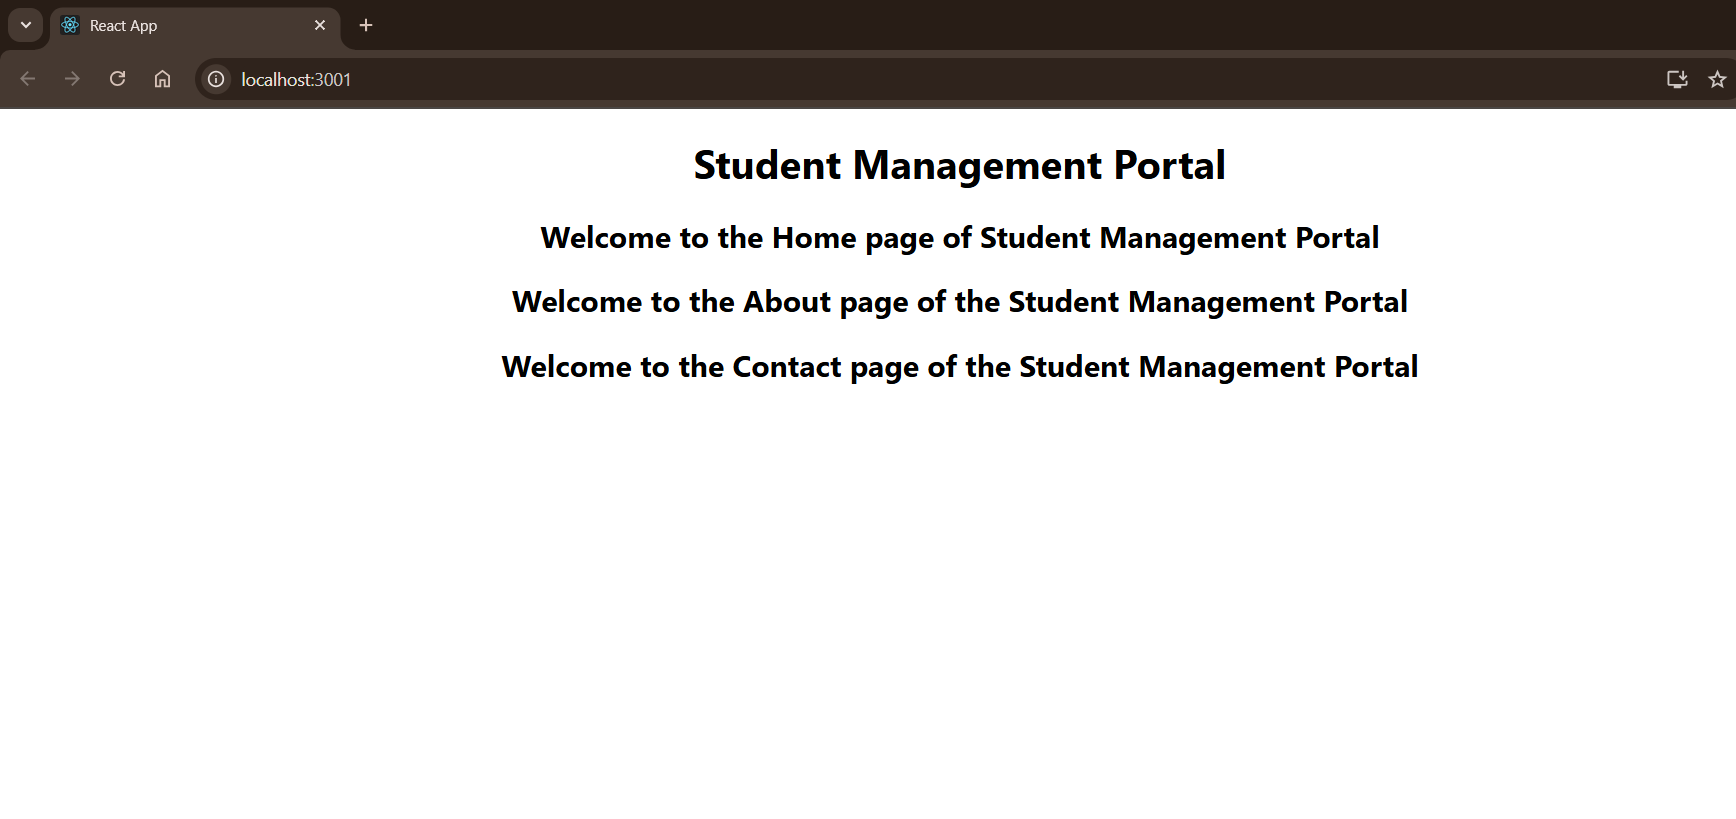 React App
localhost:3001
Student Management Portal
Welcome to the Home page of Student Management Portal
Welcome to the About page of the Student Management Portal
Welcome to the Contact page of the Student Management Portal